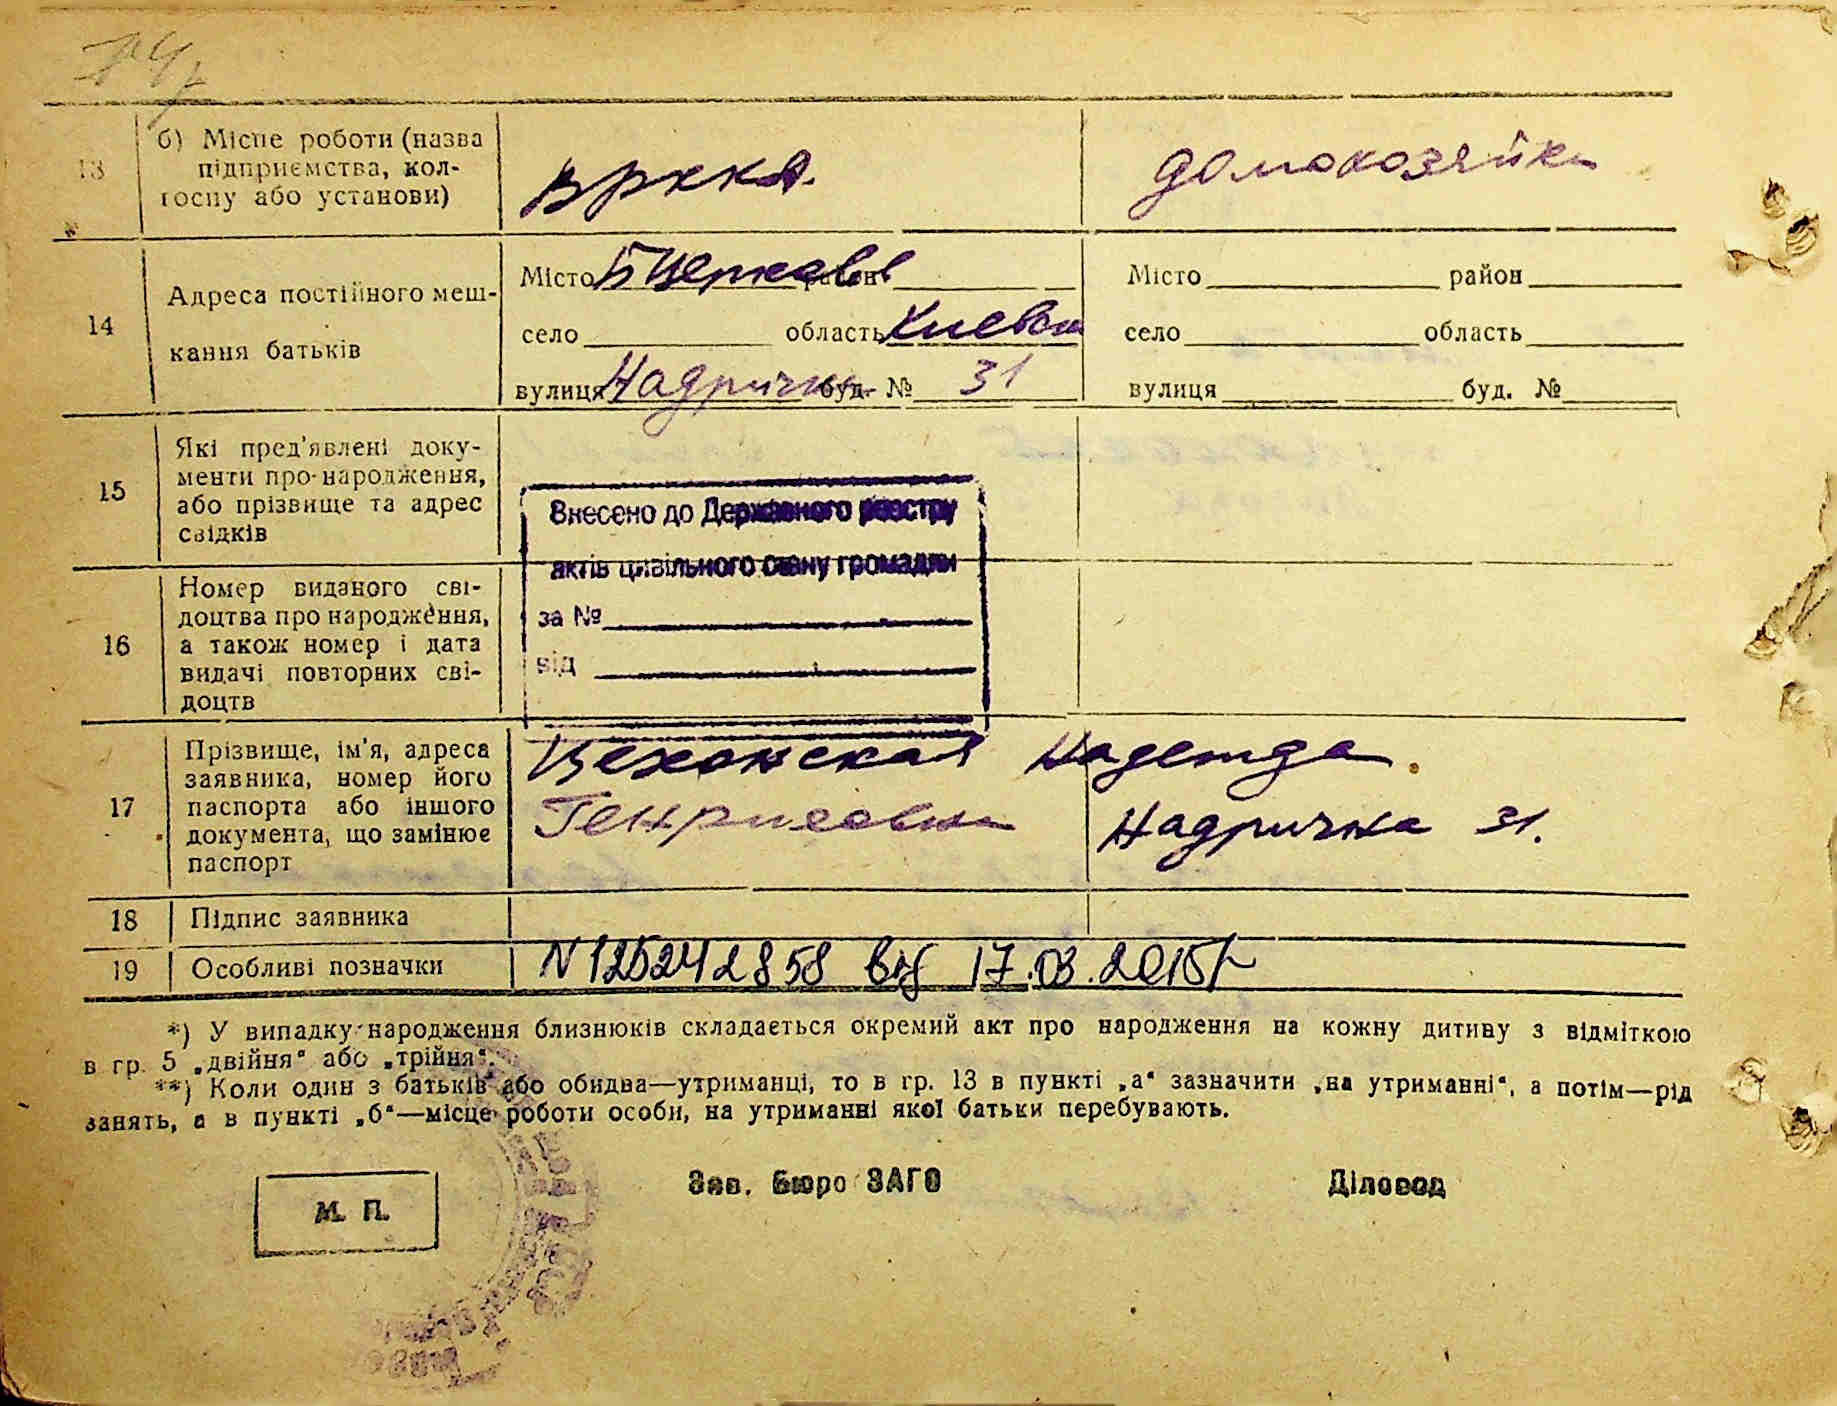 13
б) Місце роботи (назва
підприємства, кол-
госпу або установи)
домохозяйка
14
Адреса постійного меш-
кання батьків
Місто Б Церковь район
село область Киевск
вулиця Надричная буд. № 31
Місто район
село область
вулиця буд. №
15
Які пред'явлені доку-
менти про народження,
або прізвище та адрес
свідків
Внесено до Державного реєстру
актів цивільного стану громадян
за №
від
16
Номер виданого сві-
доцтва про народження,
а також номер і дата
видачі повторних сві-
доцтв
17
Прізвище, ім'я, адреса
заявника, номер його
паспорта або іншого
документа, що замінює
паспорт
Цехонская Надежда
Генриховна Надричка 31.
18
Підпис заявника
19
Особливі позначки
N 125242858 від 17.03.2015р
*) У випадку народження близнюків складається окремий акт про народження на кожну дитину з відміткою
в гр. 5 „двійня" або „трійня".
**) Коли один з батьків або обидва—утриманці, то в гр. 13 в пункті „а" зазначити „на утриманні", а потім—рід
занять, а в пункті „б"—місце роботи особи, на утриманні якої батьки перебувають.
М. П.
Зав. Бюро ЗАГС
Діловод